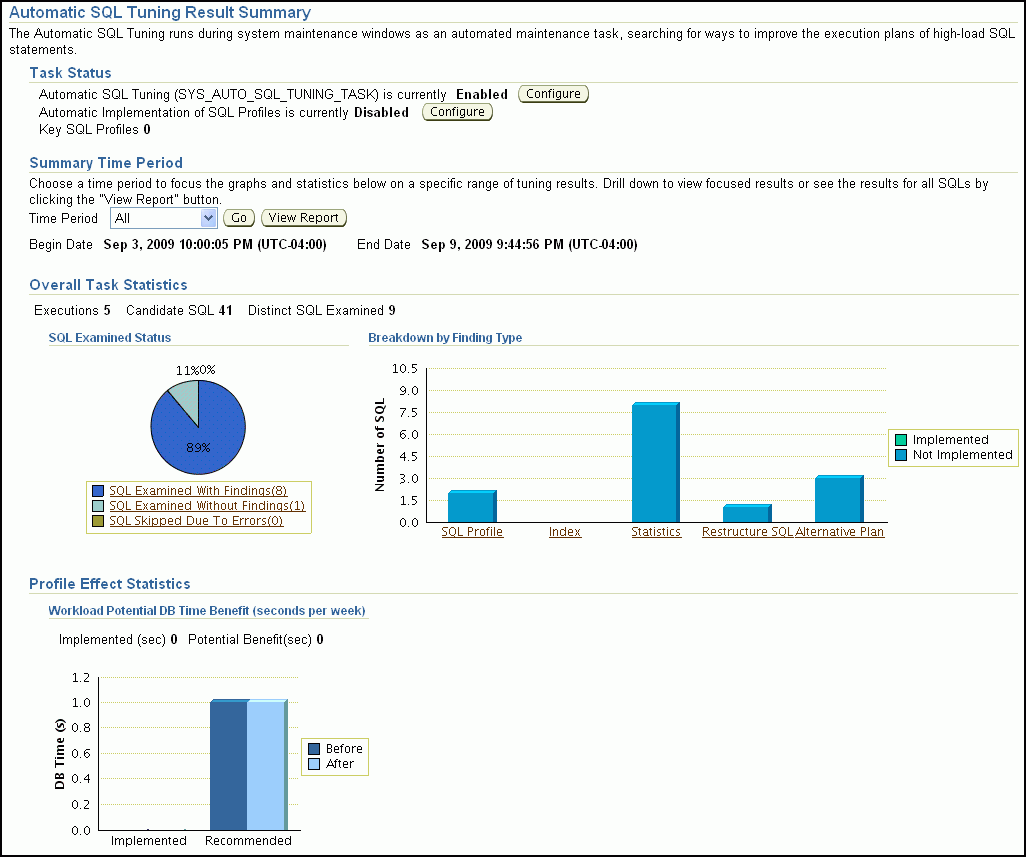 Automatic SQL Tuning Result Summary
The Automatic SQL Tuning runs during system maintenance windows as an automated maintenance task, searching for ways to improve the execution plans of high-load SQL
statements.
Task Status
Automatic SQL Tuning (SYS_AUTO_SQL_TUNING_TASK) is currently Enabled Configure
Automatic Implementation of SQL Profiles is currently Disabled Configure
Key SQL Profiles 0
Summary Time Period
Choose a time period to focus the graphs and statistics below on a specific range of tuning results. Drill down to view focused results or see the results for all SQLs by
clicking the "View Report" button.
Time Period All Go View Report
Begin Date Sep 3, 2009 10:00:05 PM (UTC-04:00) End Date Sep 9, 2009 9:44:56 PM (UTC-04:00)
Overall Task Statistics
Executions 5 Candidate SQL 41 Distinct SQL Examined 9
SQL Examined Status
11% 0%
89%
SQL Examined With Findings(8)
SQL Examined Without Findings(1)
SQL Skipped Due To Errors(0)
Breakdown by Finding Type
Number of SQL
10.5
9.0
7.5
6.0
4.5
3.0
1.5
0.0
SQL Profile Index Statistics Restructure SQL Alternative Plan
Implemented
Not Implemented
Profile Effect Statistics
Workload Potential DB Time Benefit (seconds per week)
Implemented (sec) 0 Potential Benefit(sec) 0
DB Time (s)
1.2
1.0
0.8
0.6
0.4
0.2
0.0
Implemented Recommended
Before
After